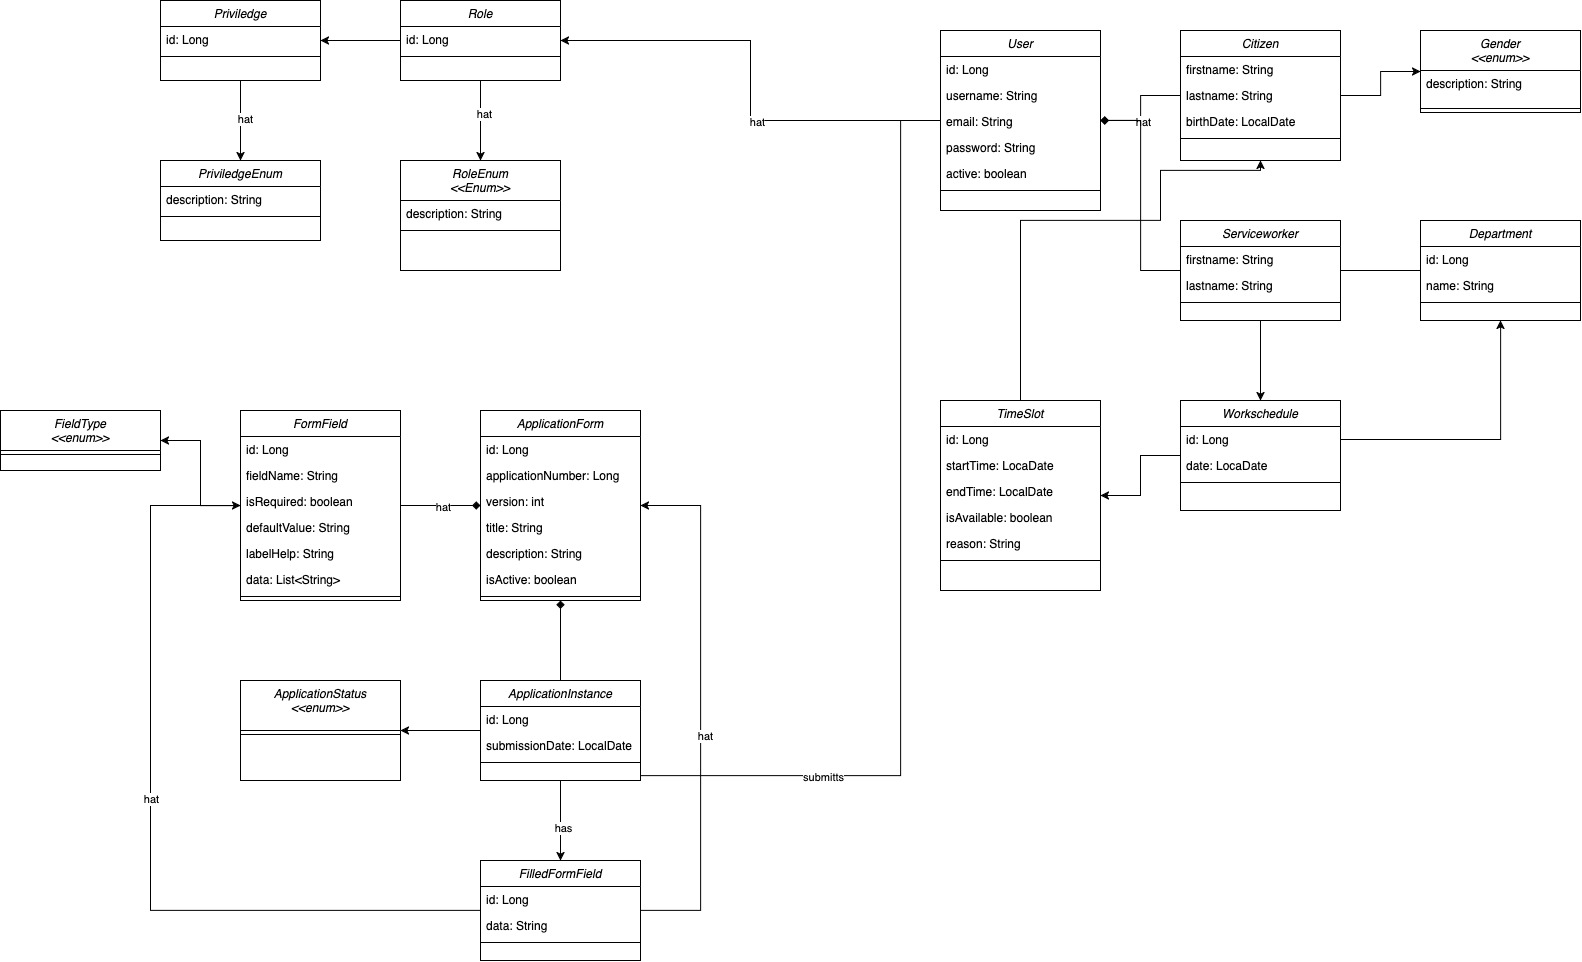 Priviledge
id: Long
Role
id: Long
hat
hat
PriviledgeEnum
description: String
RoleEnum
<<Enum>>
description: String
hat
User
id: Long
username: String
email: String
password: String
active: boolean
hat
Citizen
firstname: String
lastname: String
birthDate: LocalDate
Gender
<<enum>>
description: String
Serviceworker
firstname: String
lastname: String
Department
id: Long
name: String
FieldType
<<enum>>
FormField
id: Long
fieldName: String
isRequired: boolean
defaultValue: String
labelHelp: String
data: List<String>
hat
ApplicationForm
id: Long
applicationNumber: Long
version: int
title: String
description: String
isActive: boolean
TimeSlot
id: Long
startTime: LocaDate
endTime: LocalDate
isAvailable: boolean
reason: String
Workschedule
id: Long
date: LocaDate
ApplicationStatus
<<enum>>
ApplicationInstance
id: Long
submissionDate: LocalDate
hat
submitts
hat
has
FilledFormField
id: Long
data: String